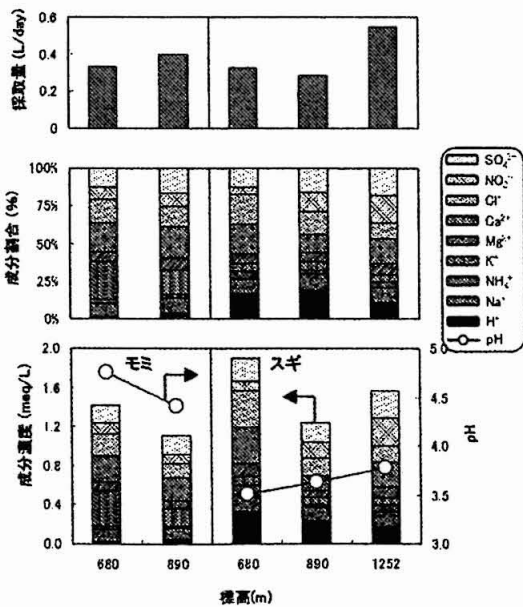 採取量 (L/day)
0.6
0.4
0.2
0
成分割合 (%)
100%
75%
50%
25%
0%
SO₄²⁻
NO₃⁻
Cl⁻
Ca²⁺
Mg²⁺
K⁺
NH₄⁺
Na⁺
H⁺
pH
成分濃度 (meq/L)
2.0
1.6
1.2
0.8
0.4
0.0
モミ
スギ
5.0
4.5
4.0
3.5
3.0
pH
680
890
680
890
1252
標高(m)